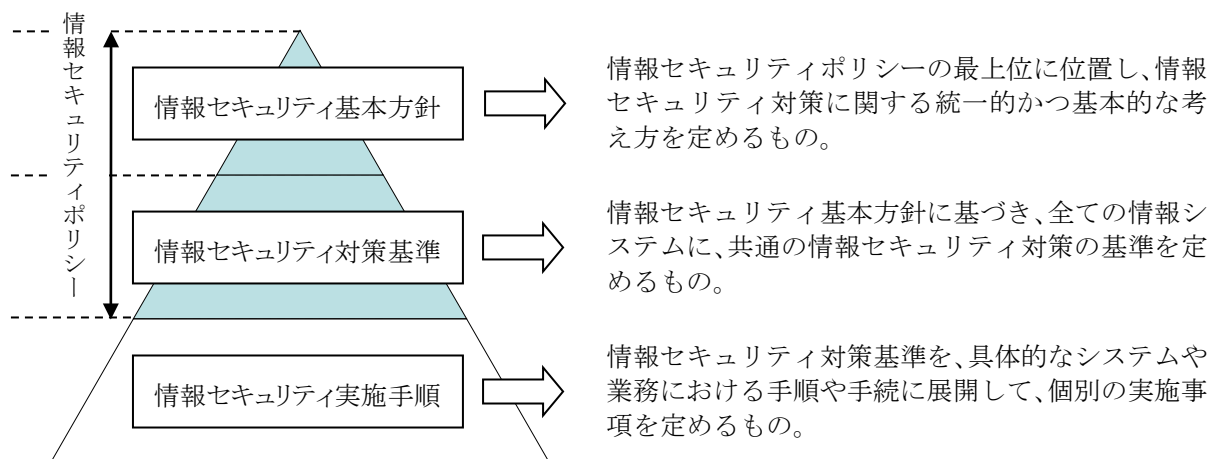 情報セキュリティポリシー
情報セキュリティ基本方針
情報セキュリティポリシーの最上位に位置し、情報
セキュリティ対策に関する統一的かつ基本的な考
え方を定めるもの。
情報セキュリティ対策基準
情報セキュリティ基本方針に基づき、全ての情報シ
ステムに、共通の情報セキュリティ対策の基準を定
めるもの。
情報セキュリティ実施手順
情報セキュリティ対策基準を、具体的なシステムや
業務における手順や手続に展開して、個別の実施事
項を定めるもの。